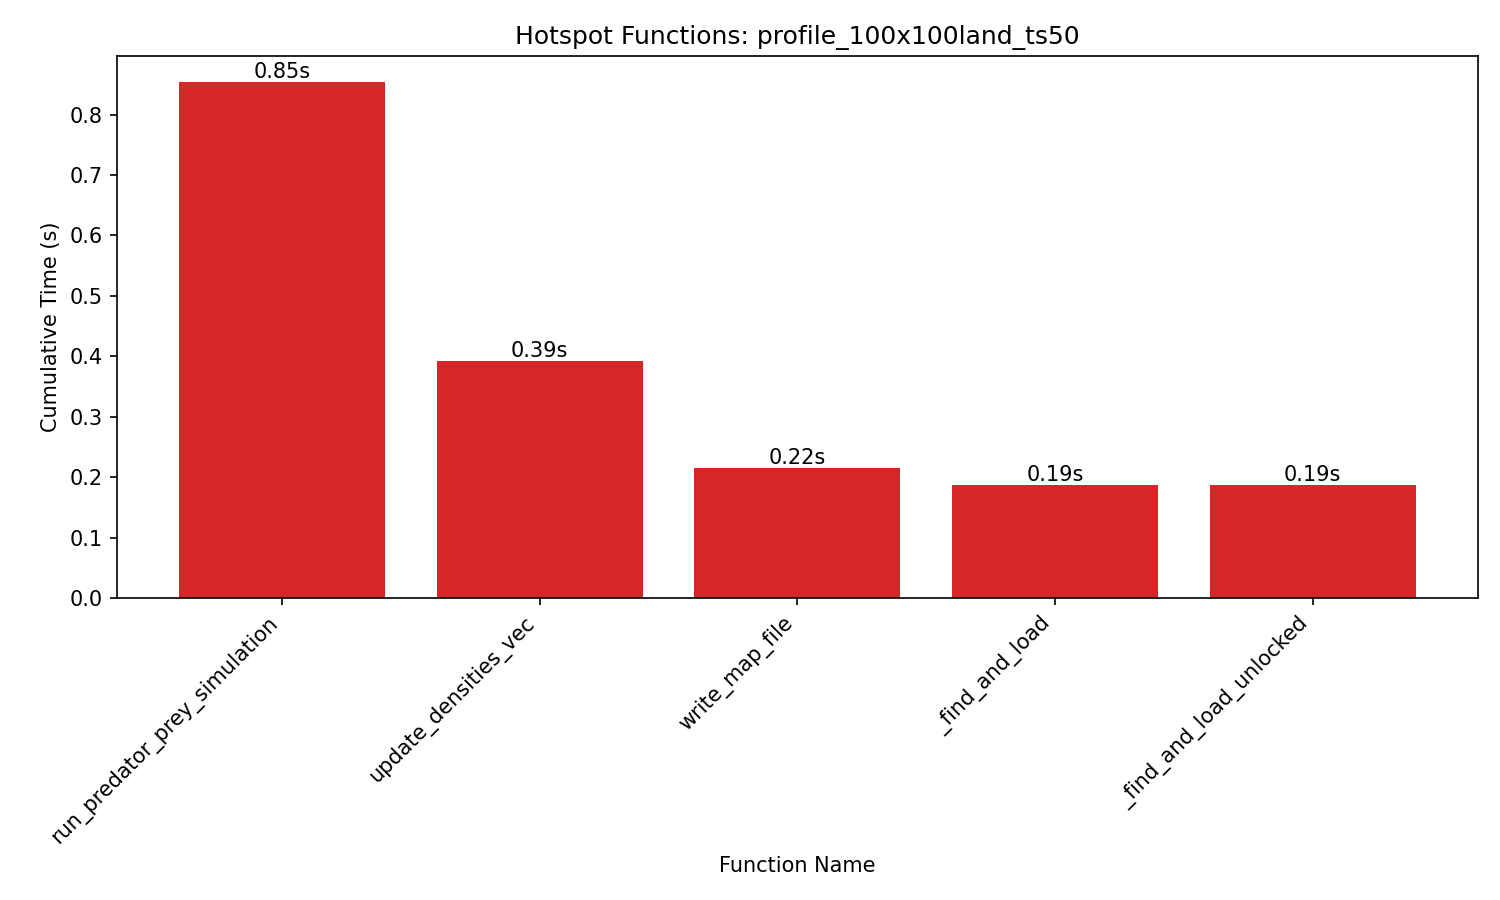 Hotspot Functions: profile_100x100land_ts50
Cumulative Time (s)
0.8
0.7
0.6
0.5
0.4
0.3
0.2
0.1
0.0
0.85s
0.39s
0.22s
0.19s
0.19s
run_predator_prey_simulation
update_densities_vec
write_map_file
_find_and_load
_find_and_load_unlocked
Function Name